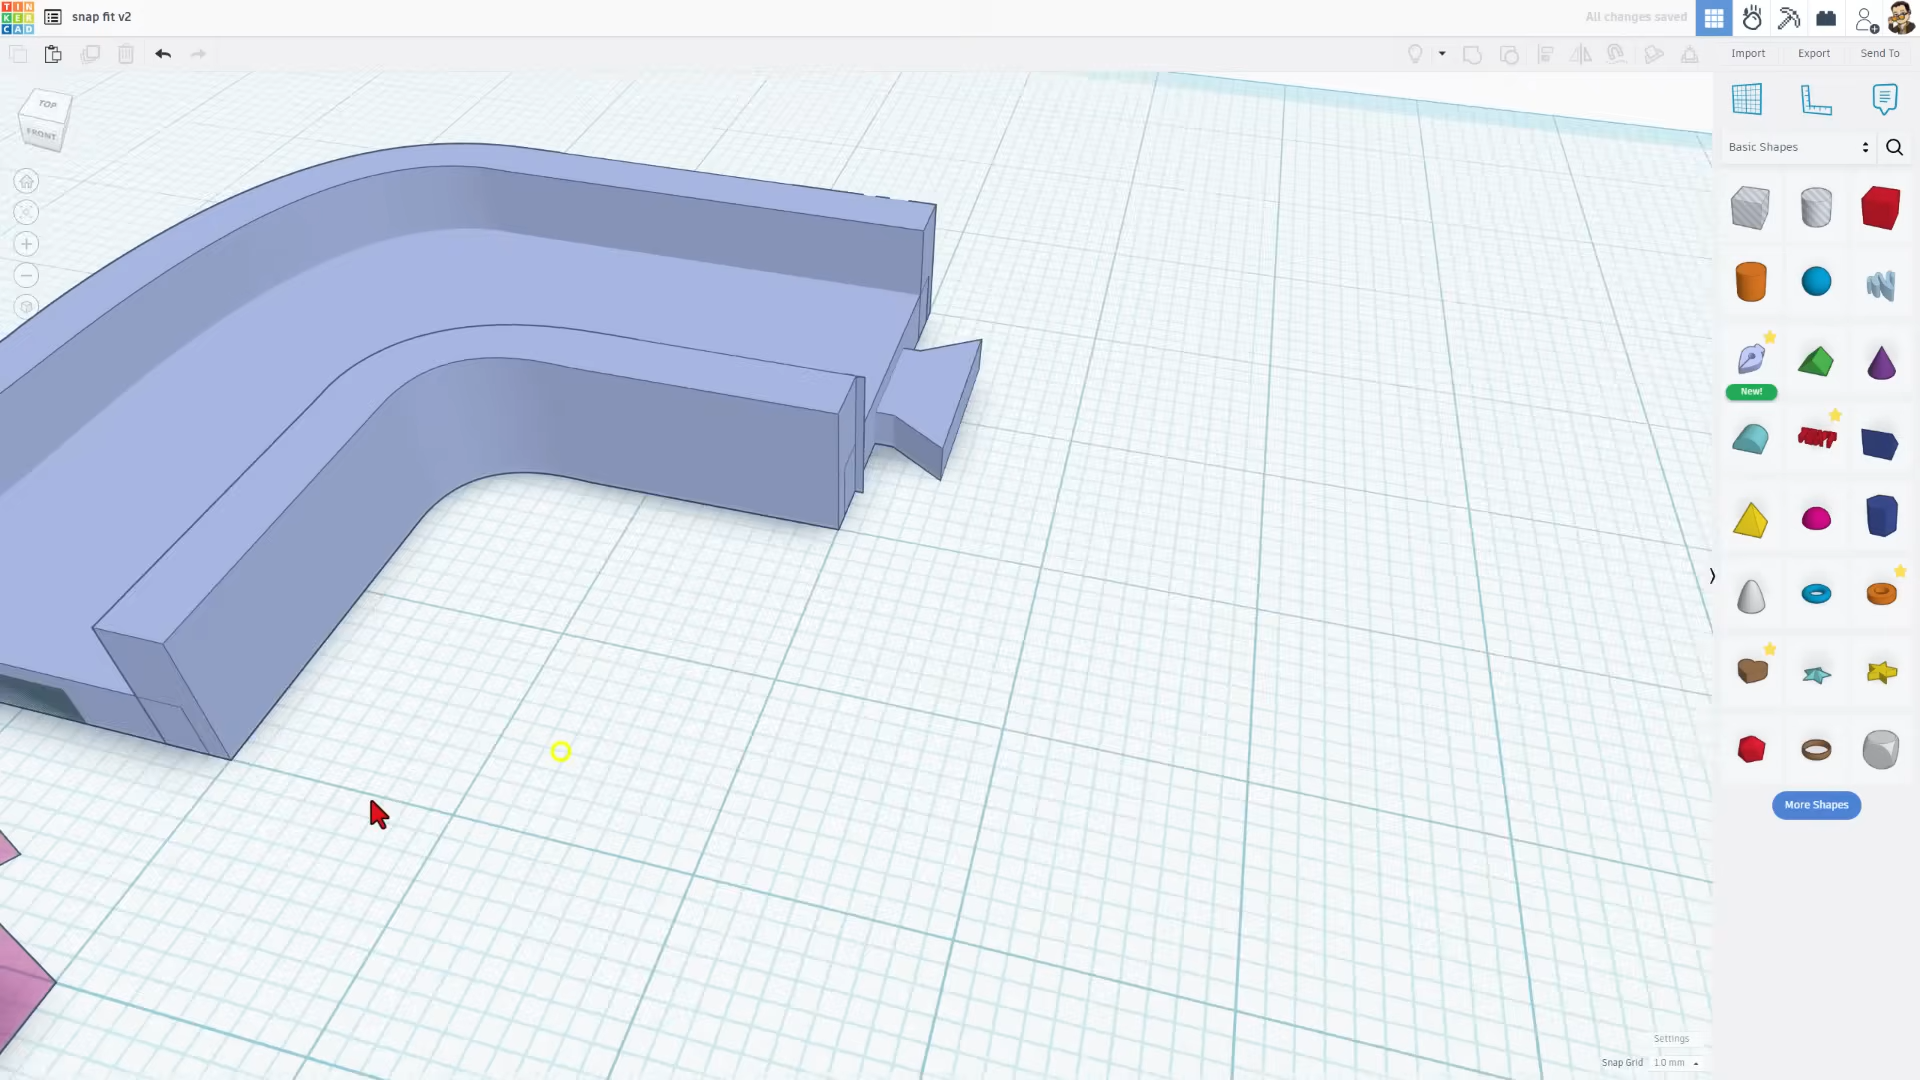 TIN
KER
CAD
snap fit v2
All changes saved
Import
Export
Send To
TOP
FRONT
Basic Shapes
New!
More Shapes
Settings
Snap Grid 1.0 mm